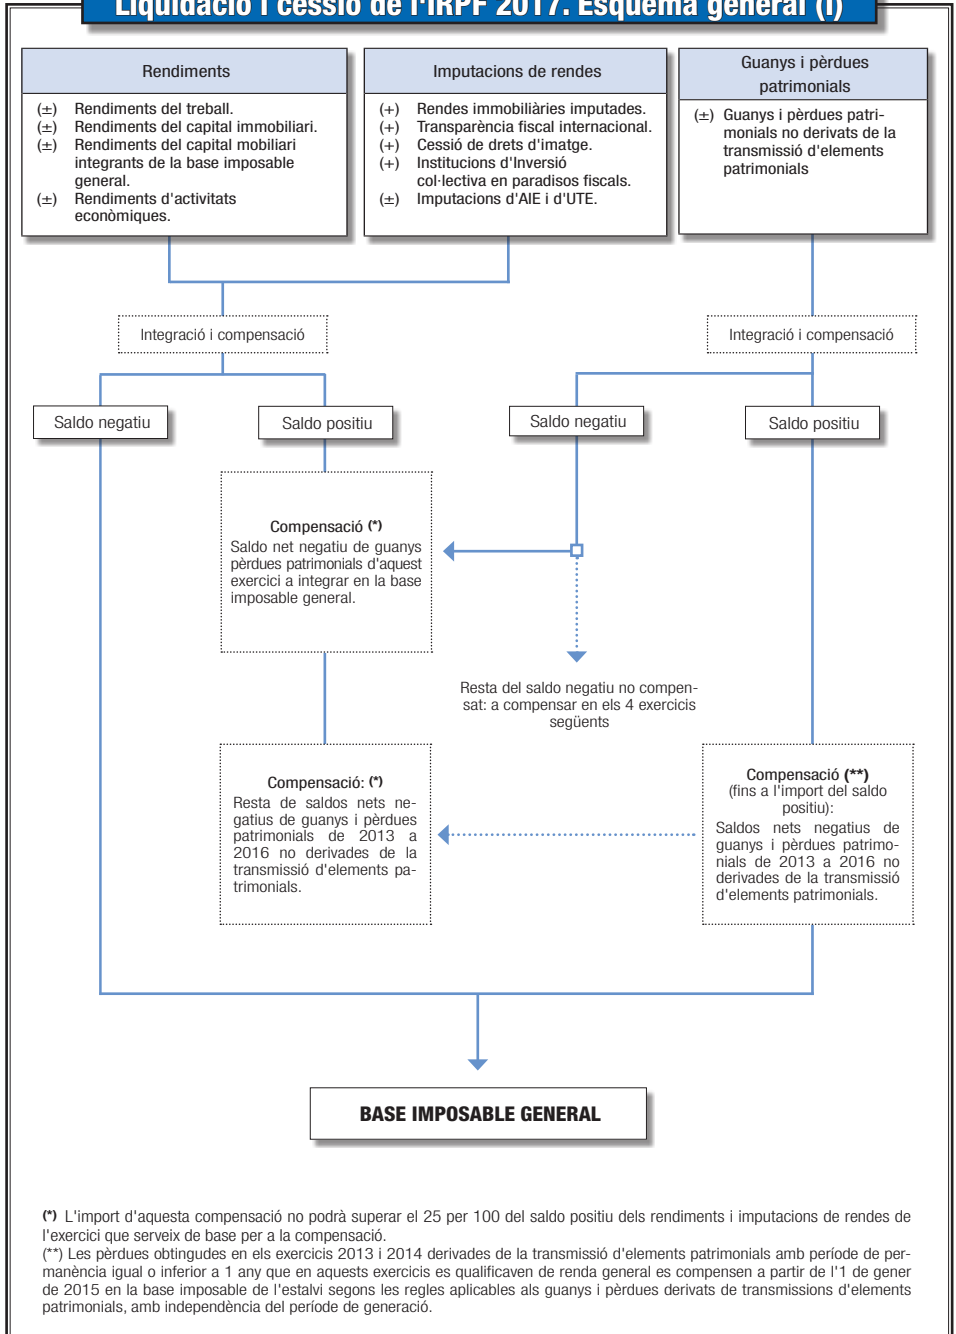 Liquidació i cessió de l'IRPF 2017. Esquema general (I)
Rendiments
(±) Rendiments del treball.
(±) Rendiments del capital immobiliari.
(±) Rendiments del capital mobiliari
integrants de la base imposable
general.
(±) Rendiments d'activitats
econòmiques.
Imputacions de rendes
(+) Rendes immobiliàries imputades.
(+) Transparència fiscal internacional.
(+) Cessió de drets d'imatge.
(+) Institucions d'Inversió
col·lectiva en paradisos fiscals.
(±) Imputacions d'AIE i d'UTE.
Guanys i pèrdues
patrimonials
(±) Guanys i pèrdues patri-
monials no derivats de la
transmissió d'elements
patrimonials
Integració i compensació
Integració i compensació
Saldo negatiu
Saldo positiu
Saldo negatiu
Saldo positiu
Compensació (*)
Saldo net negatiu de guanys
pèrdues patrimonials d'aquest
exercici a integrar en la base
imposable general.
Resta del saldo negatiu no compen-
sat: a compensar en els 4 exercicis
següents
Compensació: (*)
Resta de saldos nets ne-
gatius de guanys i pèrdues
patrimonials de 2013 a
2016 no derivades de la
transmissió d'elements pa-
trimonials.
Compensació (**)
(fins a l'import del saldo
positiu):
Saldos nets negatius de
guanys i pèrdues patrimo-
nials de 2013 a 2016 no
derivades de la transmissió
d'elements patrimonials.
BASE IMPOSABLE GENERAL
(*) L'import d'aquesta compensació no podrà superar el 25 per 100 del saldo positiu dels rendiments i imputacions de rendes de
l'exercici que serveix de base per a la compensació.
(**) Les pèrdues obtingudes en els exercicis 2013 i 2014 derivades de la transmissió d'elements patrimonials amb període de per-
manència igual o inferior a 1 any que en aquests exercicis es qualificaven de renda general es compensen a partir de l'1 de gener
de 2015 en la base imposable de l'estalvi segons les regles aplicables als guanys i pèrdues derivats de transmissions d'elements
patrimonials, amb independència del període de generació.